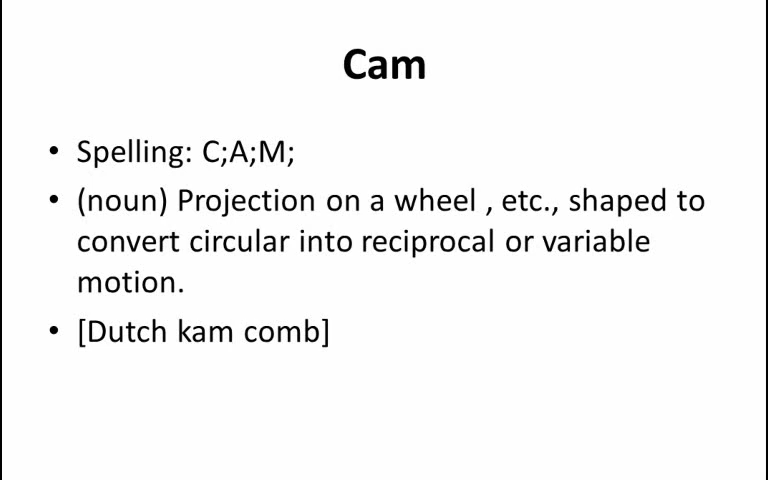 Cam
• Spelling: C;A;M;
• (noun) Projection on a wheel , etc., shaped to
convert circular into reciprocal or variable
motion.
• [Dutch kam comb]